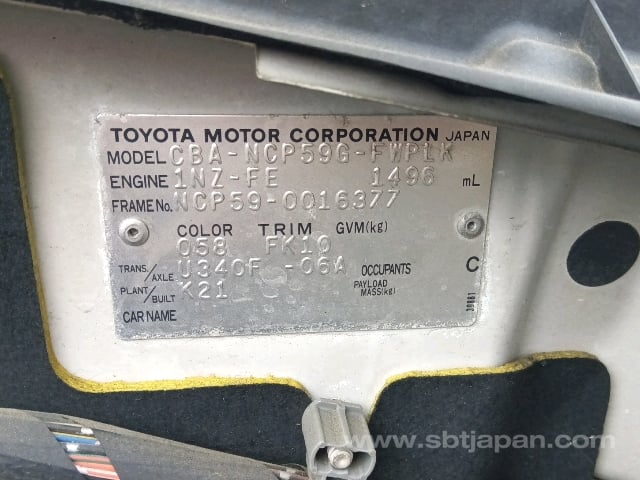 TOYOTA MOTOR CORPORATION JAPAN
MODEL CBA-NCP59G-FWPLK
ENGINE 1NZ-FE 1496 mL
FRAME No. NCP59-0016377
COLOR TRIM GVM(kg)
058 FK10
TRANS./AXLE U340F -06A OCCUPANTS C
PLANT/BUILT K21 PAYLOAD MASS(kg)
CAR NAME
www.sbtjapan.com